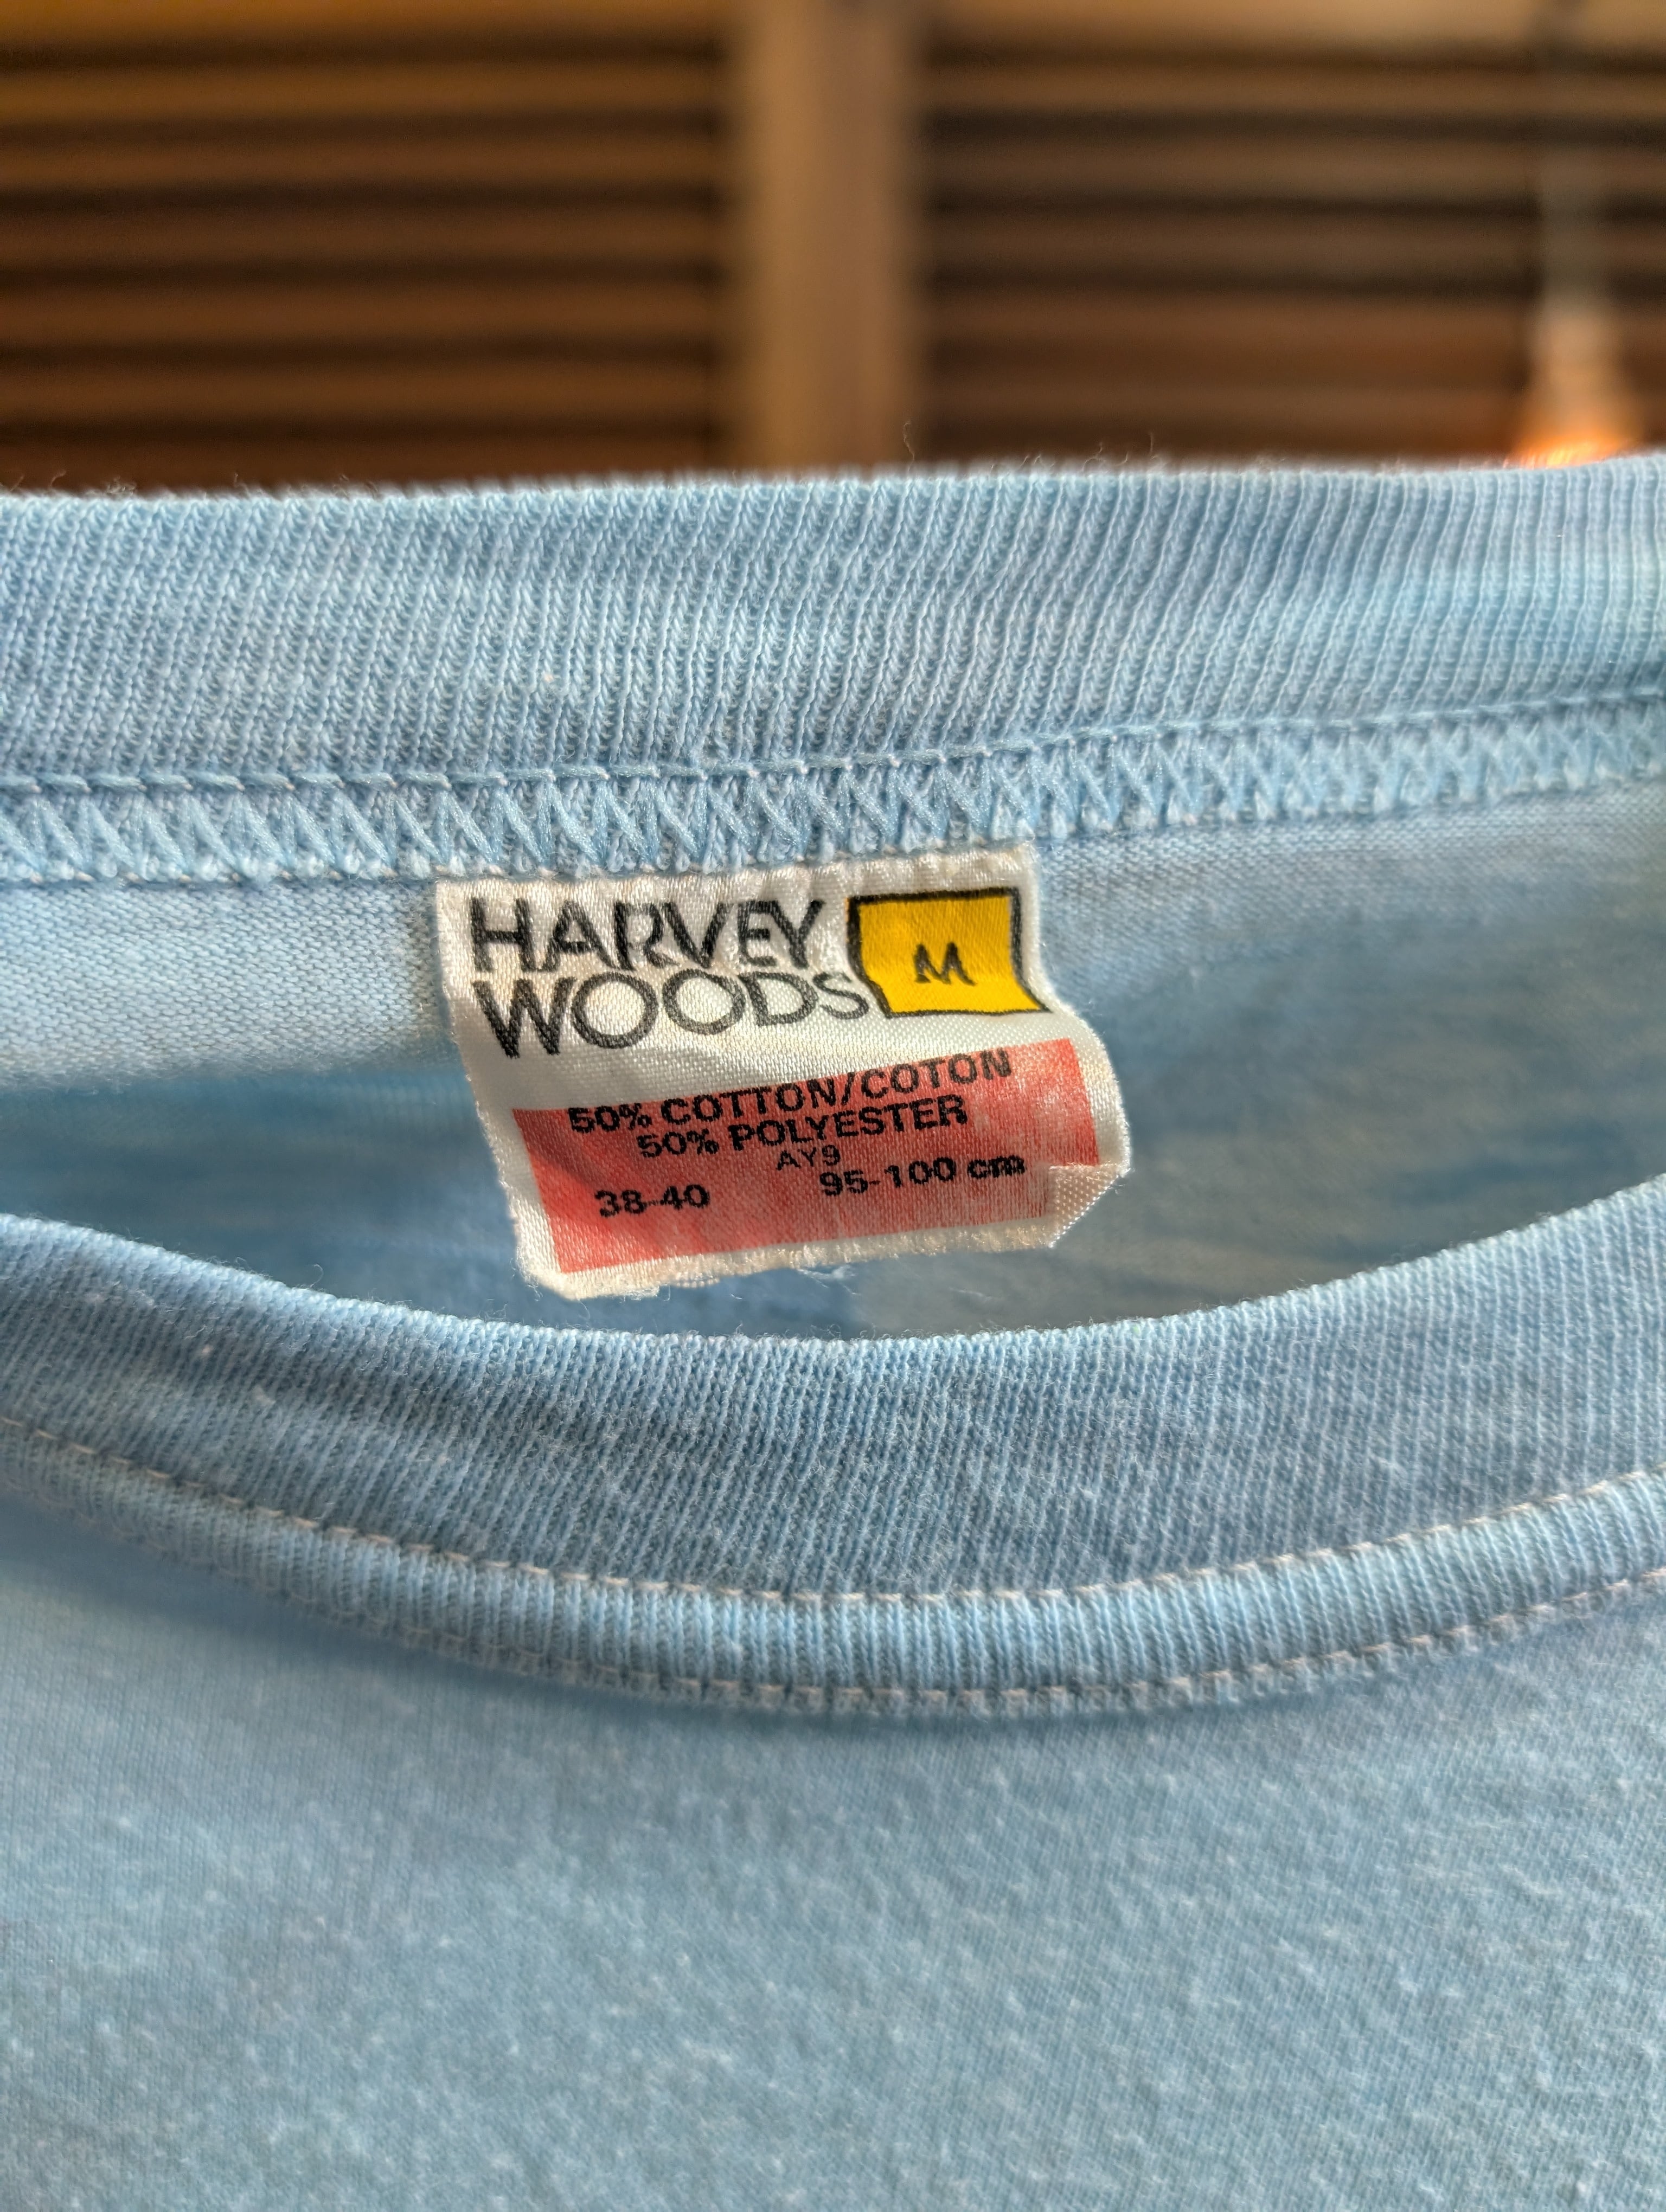 HARVEY
WOODS
M
50% COTTON/COTON
50% POLYESTER
AY9
38-40 95-100 cm